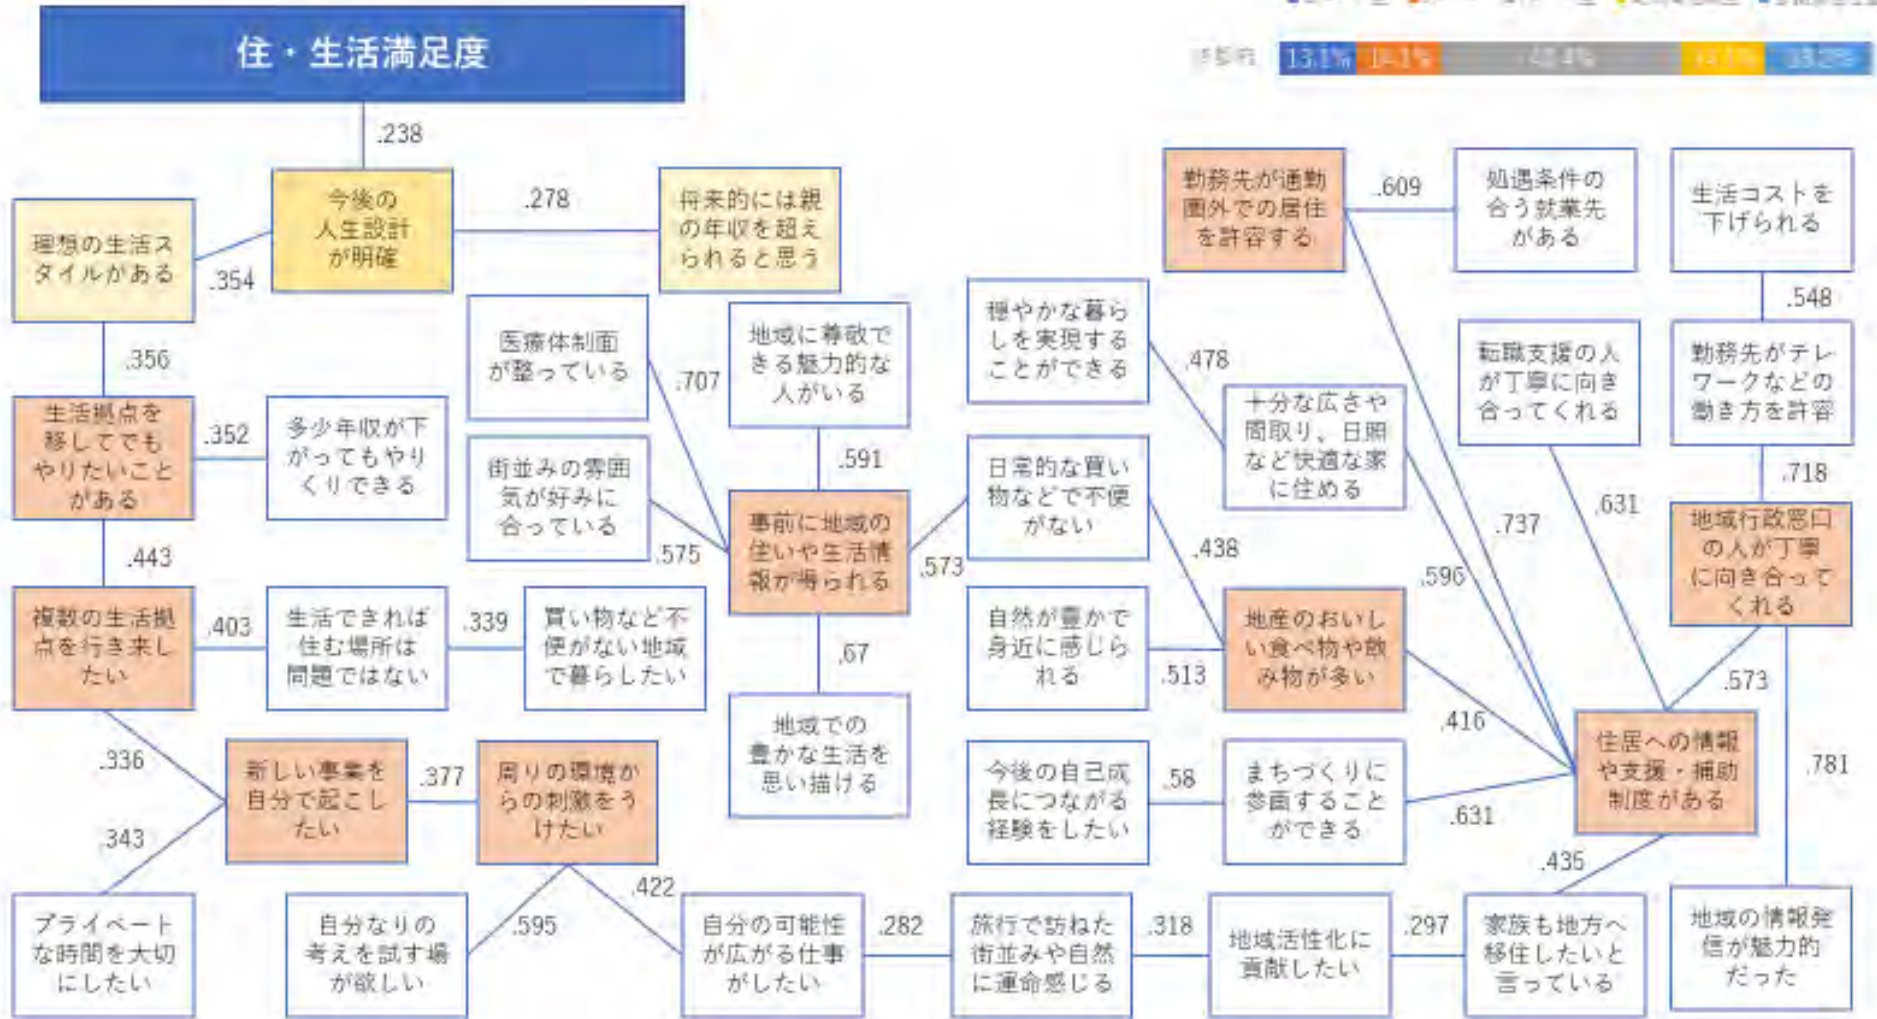 住・生活満足度
13.1%
14.1%
.238
今後の
人生設計
が明確
.278
将来的には親
の年収を超え
られると思う
理想の生活ス
タイルがある
.354
.356
生活拠点を
移してでも
やりたいこと
がある
.352
多少年収が下
がってもやり
くりできる
.443
複数の生活拠
点を行き来し
たい
.403
生活できれば
住む場所は
問題ではない
.339
買い物など不
便がない地域
で暮らしたい
.336
.343
新しい事業を
自分で起こし
たい
.377
周りの環境か
らの刺激をう
けたい
プライベート
な時間を大切
にしたい
.595
自分なりの
考えを試す場
が欲しい
.422
自分の可能性
が広がる仕事
がしたい
.282
旅行で訪ねた
街並みや自然
に運命感じる
.318
地域活性化に
貢献したい
.297
家族も地方へ
移住したいと
言っている
.435
医療体制面
が整っている
.707
地域に尊敬で
きる魅力的な
人がいる
.591
街並みの雰囲
気が好みに
合っている
.575
事前に地域の
住いや生活情
報が得られる
.573
.67
地域での
豊かな生活を
思い描ける
穏やかな暮ら
しを実現する
ことができる
.478
十分な広さや
間取り、日照
など快適な家
に住める
日常的な買い
物などで不便
がない
.438
.596
自然が豊かで
身近に感じら
れる
.513
地産のおいし
い食べ物や飲
み物が多い
.416
今後の自己成
長につながる
経験をしたい
.58
まちづくりに
参画すること
ができる
.631
勤務先が通勤
圏外での居住
を許容する
.609
処遇条件の
合う就業先
がある
.737
転職支援の人
が丁寧に向き
合ってくれる
.631
生活コストを
下げられる
.548
勤務先がテレ
ワークなどの
働き方を許容
.718
地域行政窓口
の人が丁寧
に向き合って
くれる
.573
住居への情報
や支援・補助
制度がある
.781
地域の情報発
信が魅力的
だった